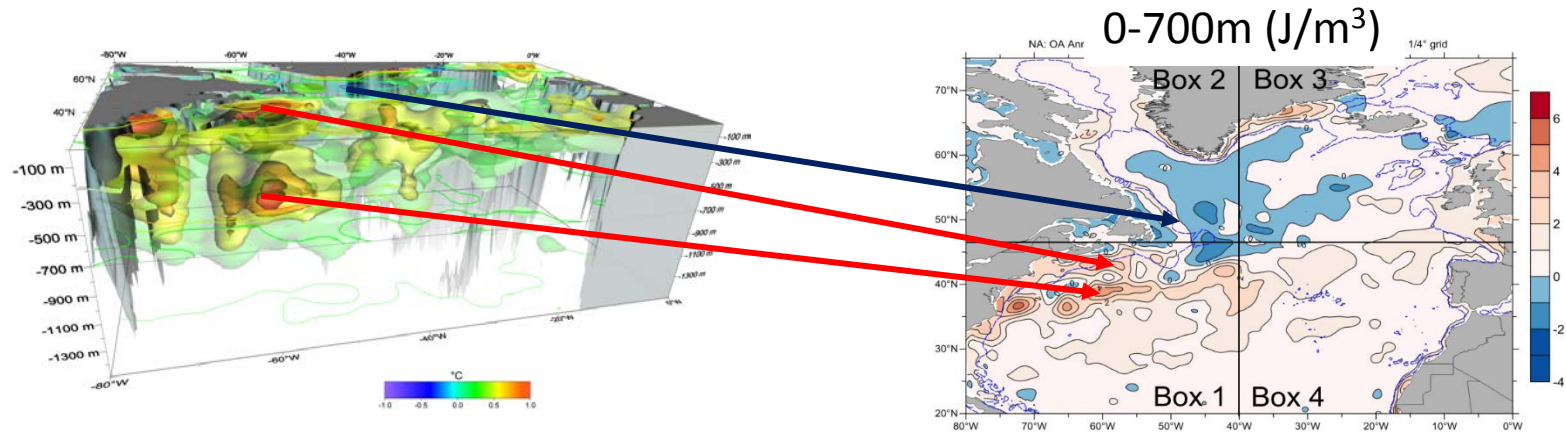 0-700m (J/m³)
NA: OA Anr
1/4° grid
-80°W
-60°W
-40°W
-20°W
0°W
60°N
40°N
-100 m
-300 m
-500 m
-700 m
-900 m
-1100 m
-1300 m
-100 m
-300 m
-700 m
-900 m
-1100 m
-1300 m
-80°W
-60°W
-40°W
-20°W
°C
-1.0
-0.5
0.0
0.5
1.0
Box 2
Box 3
Box 1
Box 4
70°N
60°N
50°N
40°N
30°N
20°N
80°W
70°W
60°W
50°W
40°W
30°W
20°W
10°W
0°W
6
4
2
0
-2
-4